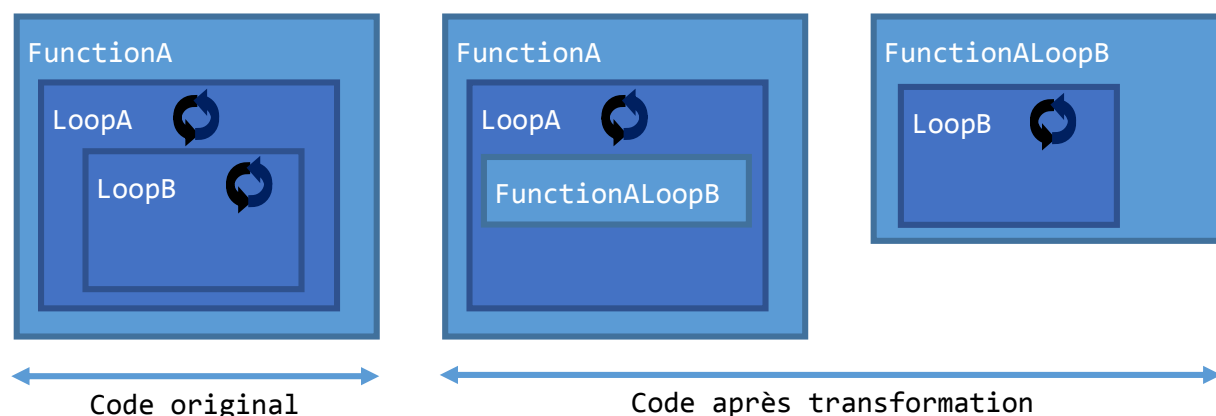 FunctionA
LoopA
LoopB
FunctionA
LoopA
FunctionALoopB
FunctionALoopB
LoopB
Code original
Code après transformation